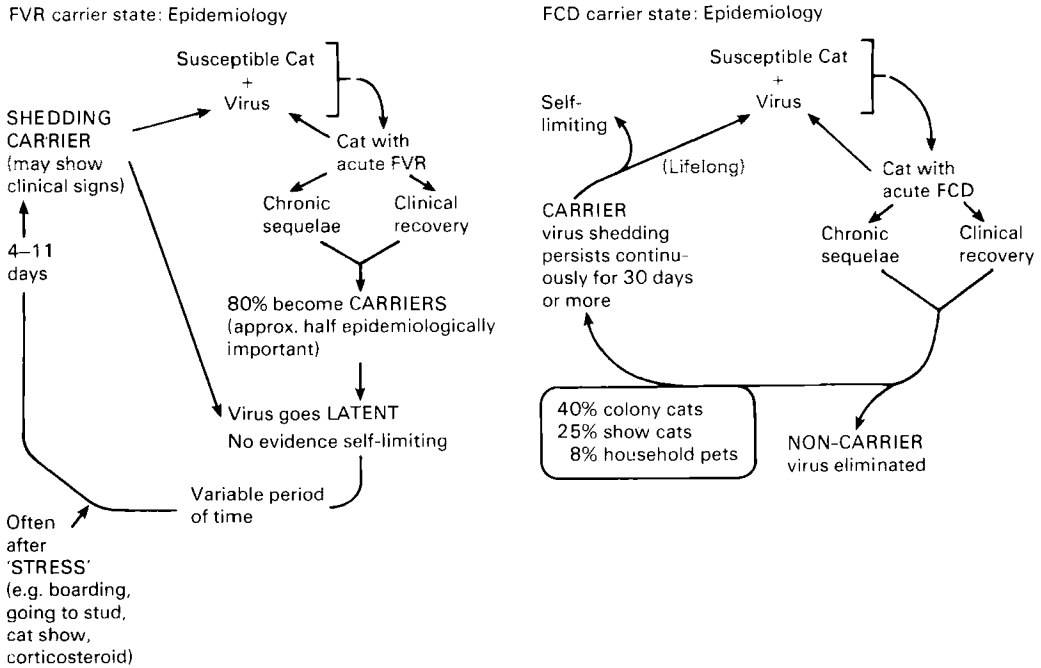 FVR carrier state: Epidemiology
Susceptible Cat
+
Virus
SHEDDING
CARRIER
(may show
clinical signs)
Cat with
acute FVR
Chronic
sequelae
Clinical
recovery
4–11
days
80% become CARRIERS
(approx. half epidemiologically
important)
Virus goes LATENT
No evidence self-limiting
Variable period
of time
Often
after
'STRESS'
(e.g. boarding,
going to stud,
cat show,
corticosteroid)
FCD carrier state: Epidemiology
Susceptible Cat
+
Virus
Self-
limiting
(Lifelong)
Cat with
acute FCD
CARRIER
virus shedding
persists continu-
ously for 30 days
or more
Chronic
sequelae
Clinical
recovery
40% colony cats
25% show cats
8% household pets
NON-CARRIER
virus eliminated